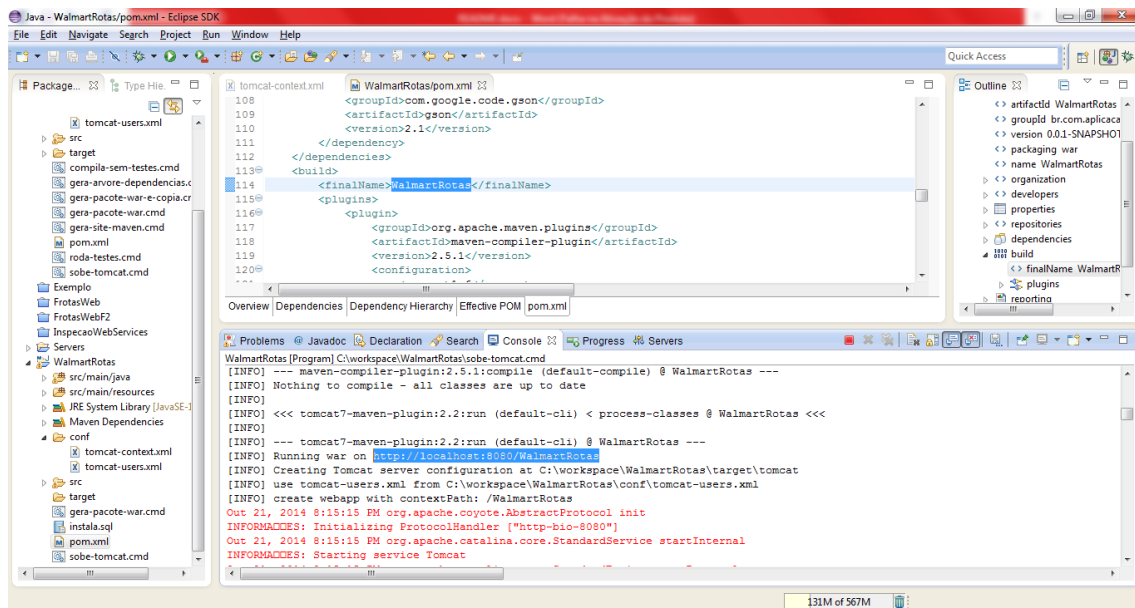 Java - WalmartRotas/pom.xml - Eclipse SDK
File Edit Navigate Search Project Run Window Help
Quick Access
Package... Type Hie.
tomcat-users.xml
src
target
compila-sem-testes.cmd
gera-arvore-dependencias.c
gera-pacote-war-e-copia.cr
gera-pacote-war.cmd
gera-site-maven.cmd
pom.xml
roda-testes.cmd
sobe-tomcat.cmd
Exemplo
FrotasWeb
FrotasWebF2
InspecaoWebServices
Servers
WalmartRotas
src/main/java
src/main/resources
JRE System Library [JavaSE-1
Maven Dependencies
conf
tomcat-context.xml
tomcat-users.xml
src
target
gera-pacote-war.cmd
instala.sql
pom.xml
sobe-tomcat.cmd
tomcat-context.xml WalmartRotas/pom.xml
108 <groupId>com.google.code.gson</groupId>
109 <artifactId>gson</artifactId>
110 <version>2.1</version>
111 </dependency>
112 </dependencies>
113 <build>
114 <finalName>WalmartRotas</finalName>
115 <plugins>
116 <plugin>
117 <groupId>org.apache.maven.plugins</groupId>
118 <artifactId>maven-compiler-plugin</artifactId>
119 <version>2.5.1</version>
120 <configuration>
Overview Dependencies Dependency Hierarchy Effective POM pom.xml
Outline
artifactId WalmartRotas
groupId br.com.aplicaca
version 0.0.1-SNAPSHOT
packaging war
name WalmartRotas
organization
developers
properties
repositories
dependencies
build
finalName WalmartR
plugins
reporting
Problems @ Javadoc Declaration Search Console Progress Servers
WalmartRotas [Program] C:\workspace\WalmartRotas\sobe-tomcat.cmd
[INFO] --- maven-compiler-plugin:2.5.1:compile (default-compile) @ WalmartRotas ---
[INFO] Nothing to compile - all classes are up to date
[INFO]
[INFO] <<< tomcat7-maven-plugin:2.2:run (default-cli) < process-classes @ WalmartRotas <<<
[INFO]
[INFO] --- tomcat7-maven-plugin:2.2:run (default-cli) @ WalmartRotas ---
[INFO] Running war on http://localhost:8080/WalmartRotas
[INFO] Creating Tomcat server configuration at C:\workspace\WalmartRotas\target\tomcat
[INFO] use tomcat-users.xml from C:\workspace\WalmartRotas\conf\tomcat-users.xml
[INFO] create webapp with contextPath: /WalmartRotas
Out 21, 2014 8:15:15 PM org.apache.coyote.AbstractProtocol init
INFORMA□□ES: Initializing ProtocolHandler ["http-bio-8080"]
Out 21, 2014 8:15:15 PM org.apache.catalina.core.StandardService startInternal
INFORMA□□ES: Starting service Tomcat
131M of 567M